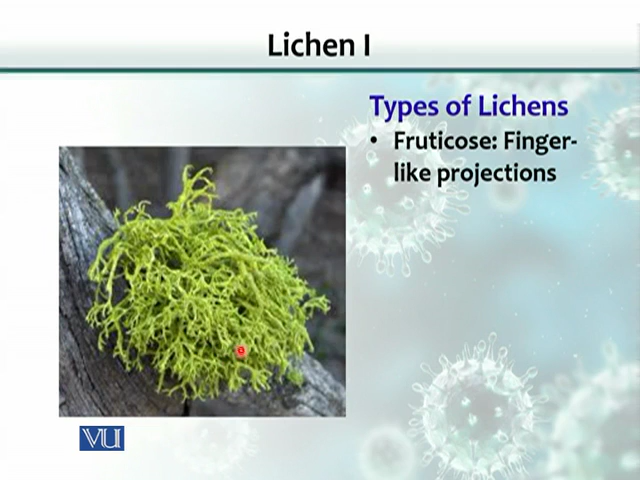 Lichen I
Types of Lichens
• Fruticose: Finger-
like projections
VU